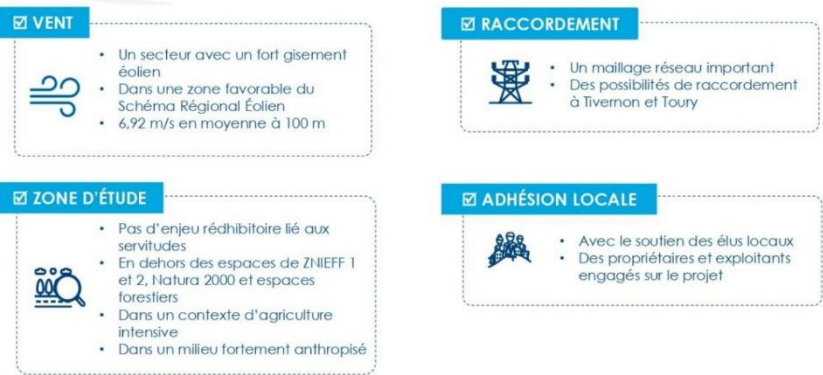 ☑ VENT
• Un secteur avec un fort gisement
éolien
• Dans une zone favorable du
Schéma Régional Éolien
• 6,92 m/s en moyenne à 100 m
☑ RACCORDEMENT
• Un maillage réseau important
• Des possibilités de raccordement
à Tivernon et Toury
☑ ZONE D'ÉTUDE
• Pas d'enjeu rédhibitoire lié aux
servitudes
• En dehors des espaces de ZNIEFF 1
et 2, Natura 2000 et espaces
forestiers
• Dans un contexte d'agriculture
intensive
• Dans un milieu fortement anthropisé
☑ ADHÉSION LOCALE
• Avec le soutien des élus locaux
• Des propriétaires et exploitants
engagés sur le projet